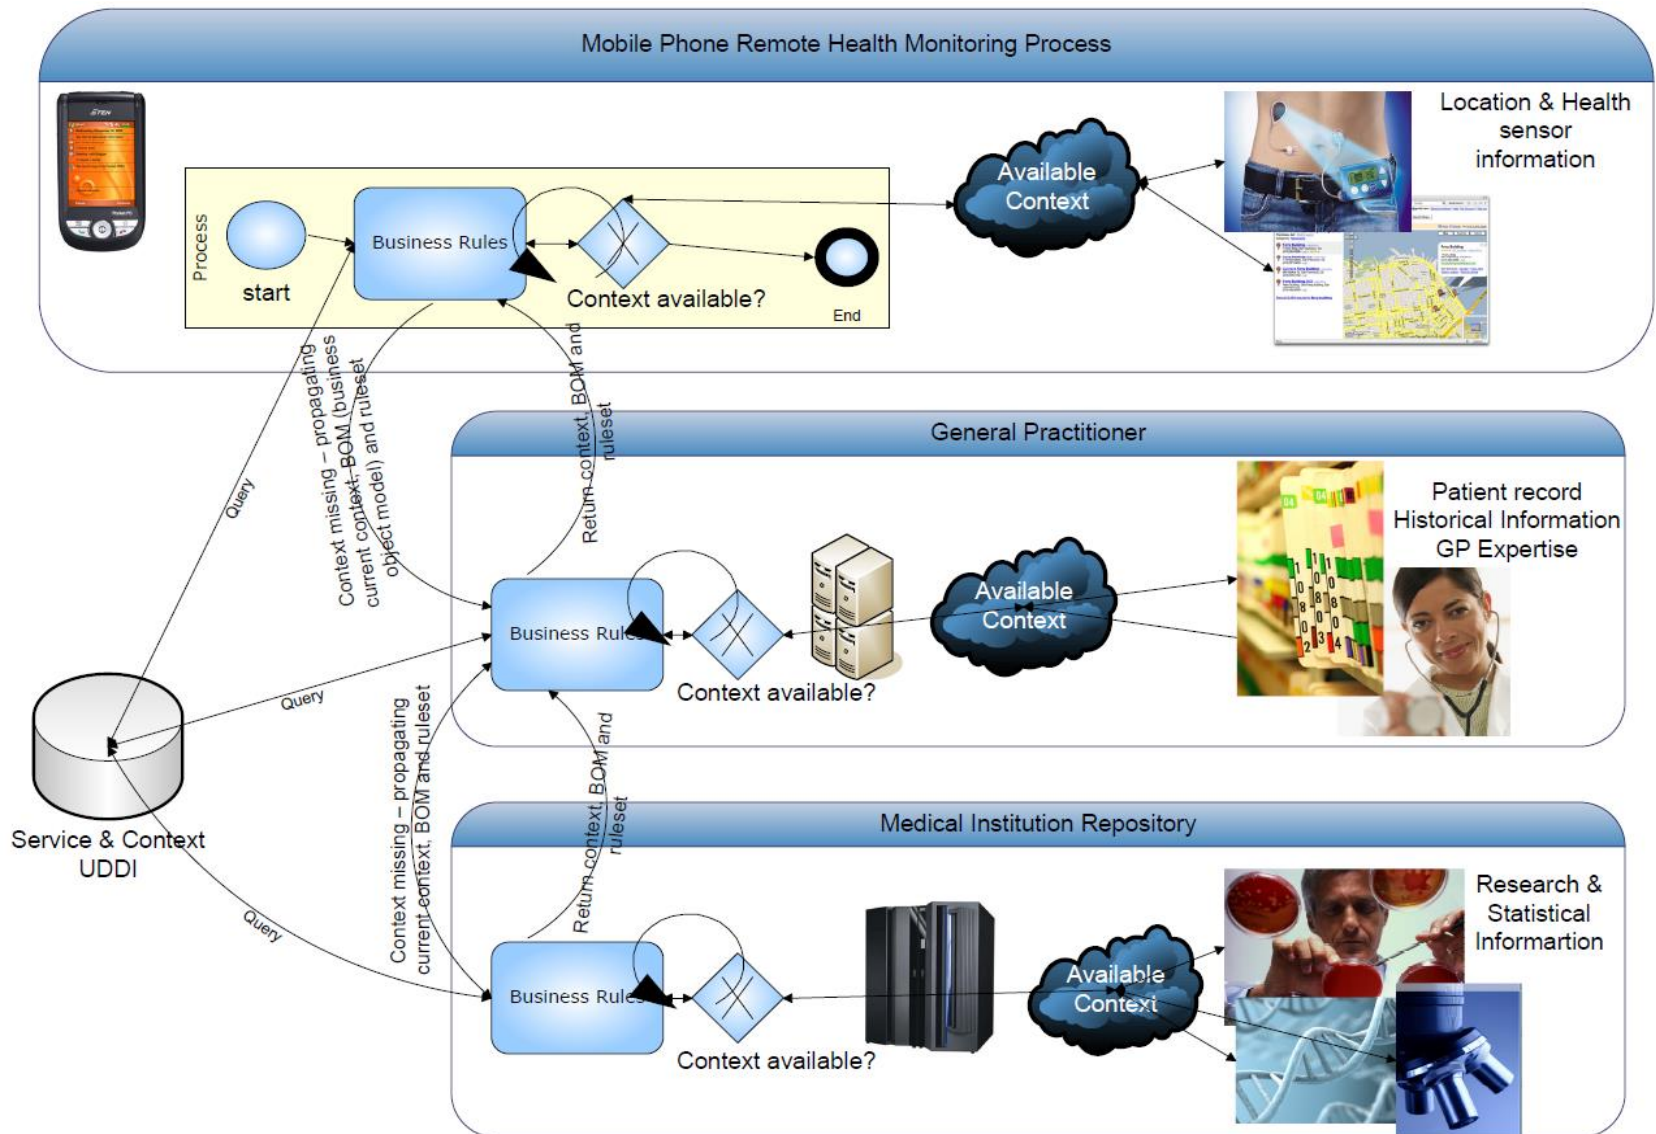 Mobile Phone Remote Health Monitoring Process
Location & Health
sensor
information
ETEN
Available
Context
Process
start
Business Rules
Context available?
End
Context missing – propagating
current context, BOM (business
object model) and ruleset
Return context, BOM and
ruleset
Query
General Practitioner
Patient record
Historical Information
GP Expertise
Available
Context
Business Rules
Context available?
Query
Service & Context
UDDI
Context missing – propagating
current context, BOM and ruleset
Return context, BOM and
ruleset
Query
Medical Institution Repository
Research &
Statistical
Informartion
Available
Context
Business Rules
Context available?